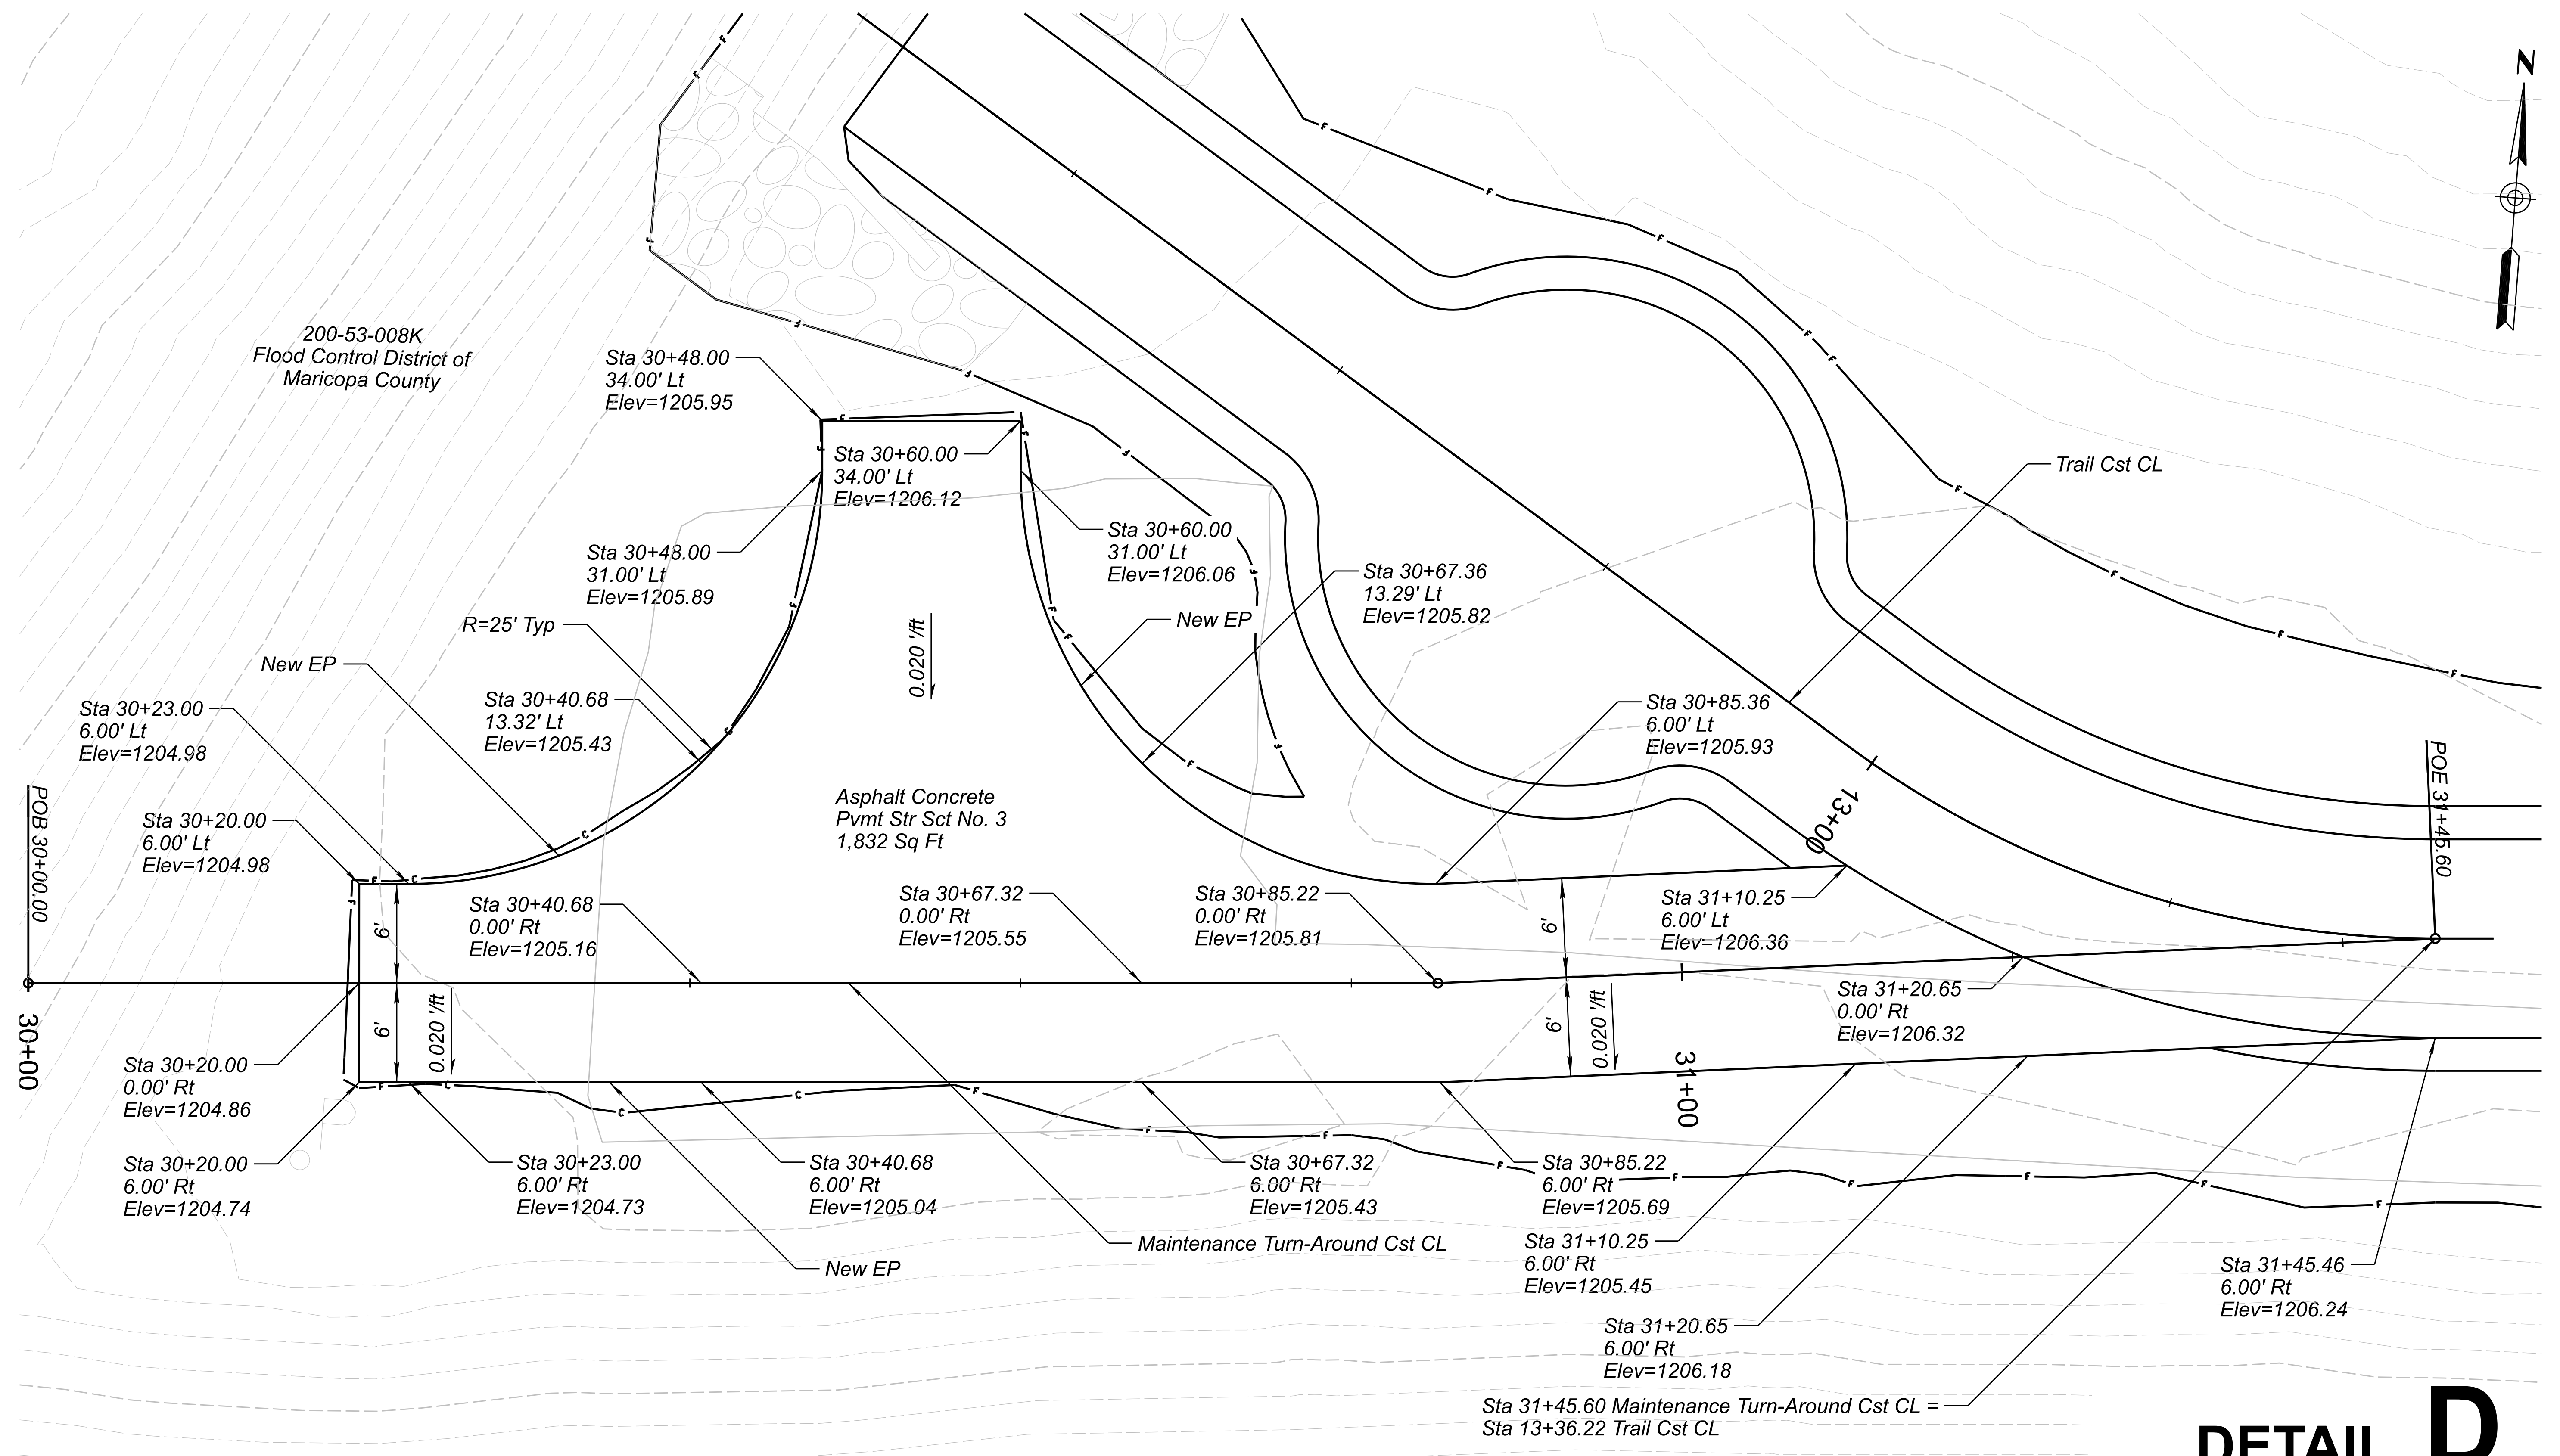 N
200-53-008K
Flood Control District of
Maricopa County
Sta 30+48.00
34.00' Lt
Elev=1205.95
Sta 30+60.00
34.00' Lt
Elev=1206.12
Sta 30+48.00
31.00' Lt
Elev=1205.89
Sta 30+60.00
31.00' Lt
Elev=1206.06
Trail Cst CL
R=25' Typ
Sta 30+67.36
13.29' Lt
Elev=1205.82
New EP
New EP
0.020 '/ft
Sta 30+40.68
13.32' Lt
Elev=1205.43
Sta 30+23.00
6.00' Lt
Elev=1204.98
Sta 30+85.36
6.00' Lt
Elev=1205.93
Sta 30+20.00
6.00' Lt
Elev=1204.98
Asphalt Concrete
Pvmt Str Sct No. 3
1,832 Sq Ft
13+00
POB 30+00.00
POE 31+45.60
Sta 30+40.68
0.00' Rt
Elev=1205.16
Sta 30+67.32
0.00' Rt
Elev=1205.55
Sta 30+85.22
0.00' Rt
Elev=1205.81
Sta 31+10.25
6.00' Lt
Elev=1206.36
6'
6'
6'
6'
0.020 '/ft
0.020 '/ft
30+00
31+00
Sta 31+20.65
0.00' Rt
Elev=1206.32
Sta 30+20.00
0.00' Rt
Elev=1204.86
Sta 30+20.00
6.00' Rt
Elev=1204.74
Sta 30+23.00
6.00' Rt
Elev=1204.73
Sta 30+40.68
6.00' Rt
Elev=1205.04
Sta 30+67.32
6.00' Rt
Elev=1205.43
Sta 30+85.22
6.00' Rt
Elev=1205.69
Maintenance Turn-Around Cst CL
New EP
Sta 31+10.25
6.00' Rt
Elev=1205.45
Sta 31+45.46
6.00' Rt
Elev=1206.24
Sta 31+20.65
6.00' Rt
Elev=1206.18
Sta 31+45.60 Maintenance Turn-Around Cst CL =
Sta 13+36.22 Trail Cst CL
DETAIL D